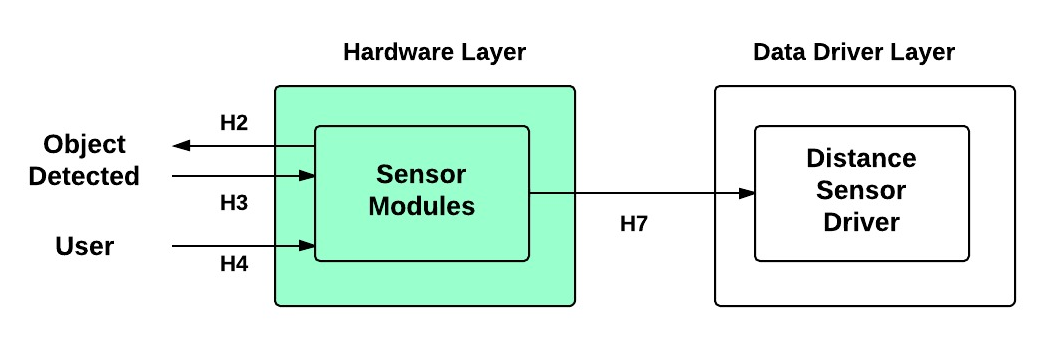 Hardware Layer
Data Driver Layer
H2
Object
Detected
H3
User
H4
Sensor
Modules
H7
Distance
Sensor
Driver